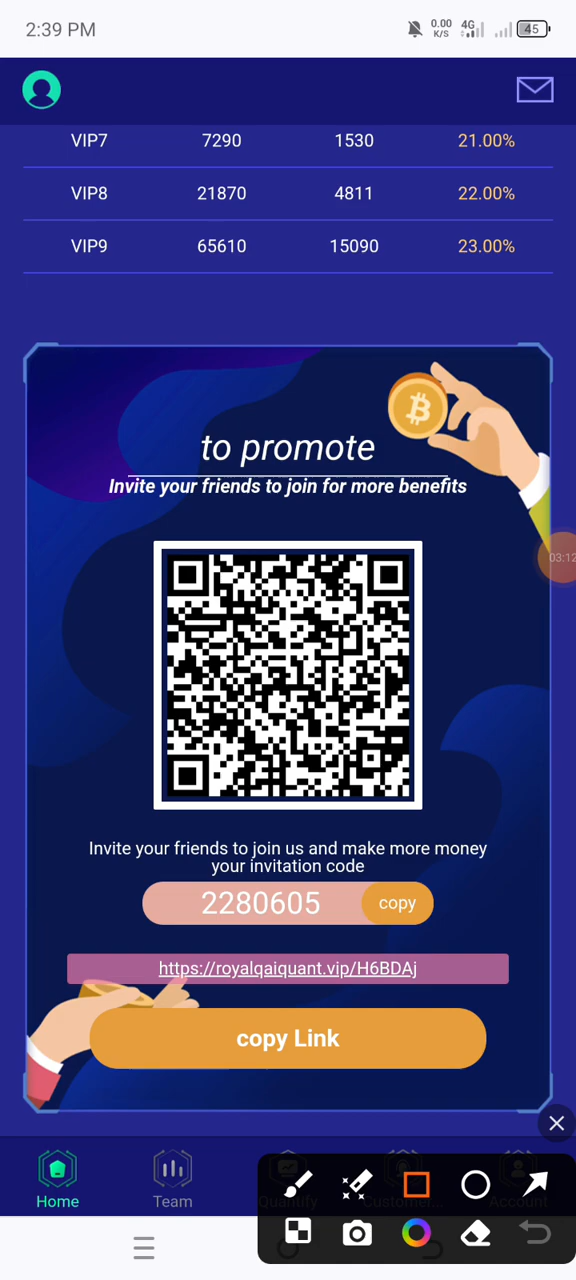 2:39 PM
0.00 K/S 4G 45
VIP7 7290 1530 21.00%
VIP8 21870 4811 22.00%
VIP9 65610 15090 23.00%
to promote
Invite your friends to join for more benefits
03:12
Invite your friends to join us and make more money
your invitation code
2280605 copy
https://royalqaiquant.vip/H6BDAj
copy Link
Home Team Quantify Customer... Account